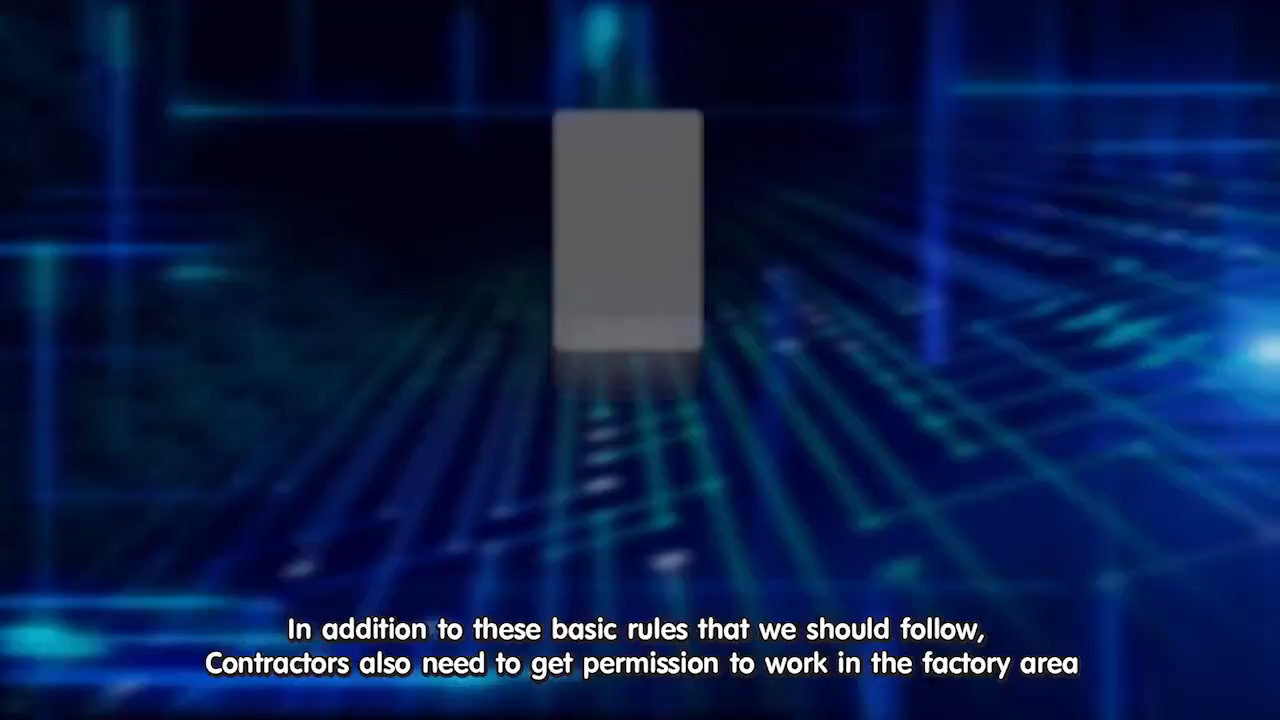 In addition to these basic rules that we should follow,
Contractors also need to get permission to work in the factory area